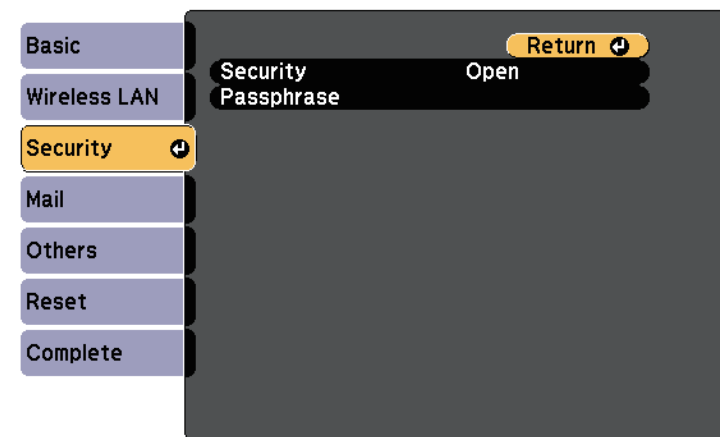 Basic
Wireless LAN
Security
Mail
Others
Reset
Complete
Return
Security Open
Passphrase